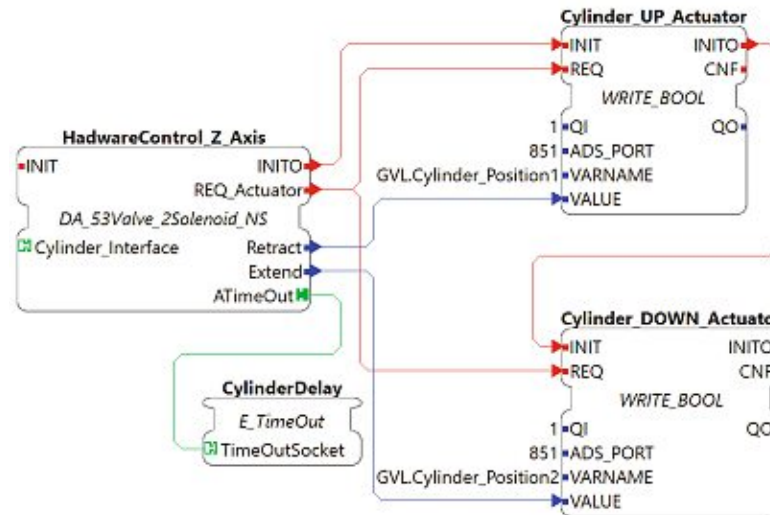 Cylinder_UP_Actuator
INIT INITO
REQ CNF
WRITE_BOOL
1 QI QO
851 ADS_PORT
GVL.Cylinder_Position1 VARNAME
VALUE
HadwareControl_Z_Axis
INIT INITO
REQ_Actuator
DA_53Valve_2Solenoid_NS
Cylinder_Interface Retract
Extend
ATimeOut
CylinderDelay
E_TimeOut
TimeOutSocket
Cylinder_DOWN_Actuato
INIT INITO
REQ CNF
WRITE_BOOL
1 QI QO
851 ADS_PORT
GVL.Cylinder_Position2 VARNAME
VALUE